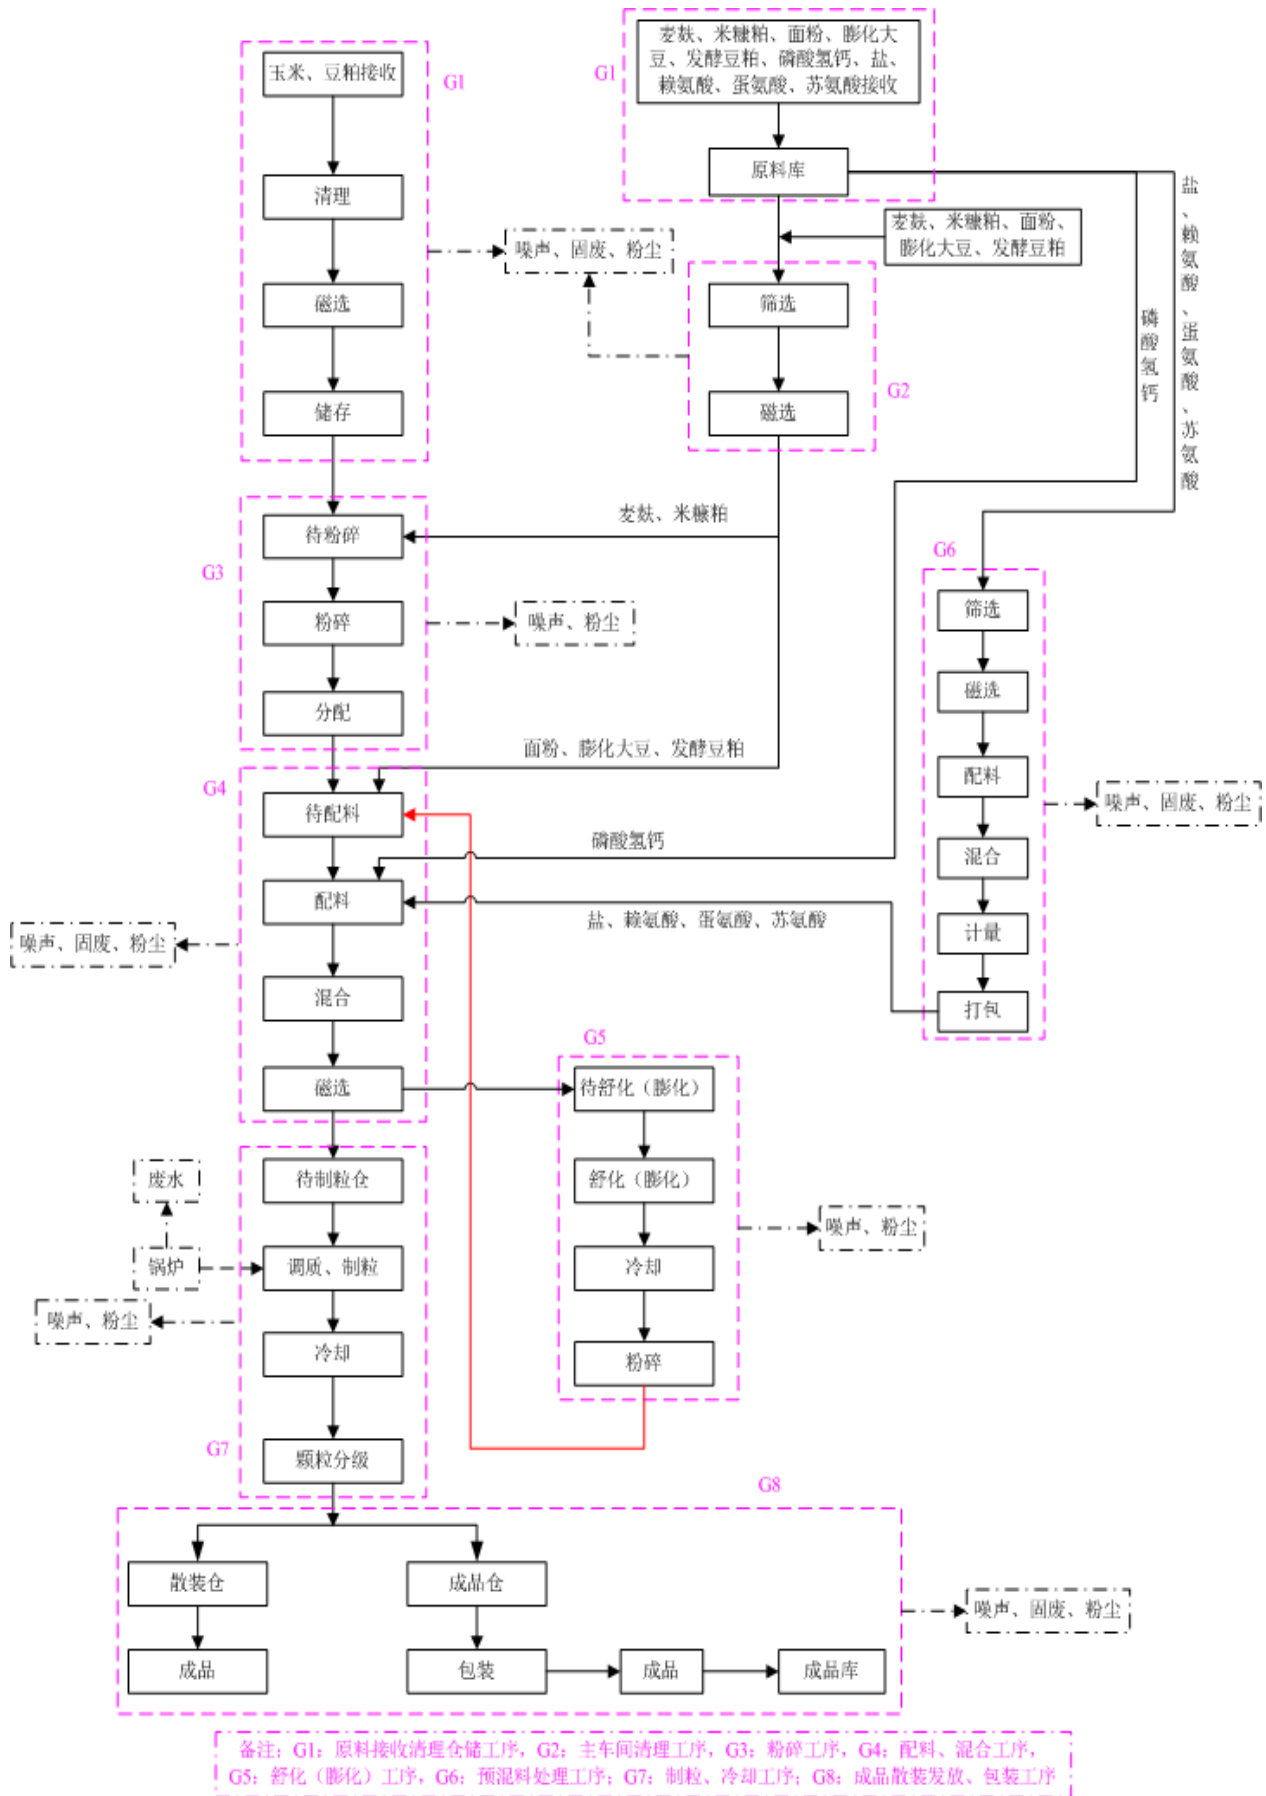 玉米、豆粕接收
G1
清理
磁选
储存
G1
麦麸、米糠粕、面粉、膨化大
豆、发酵豆粕、磷酸氢钙、盐、
赖氨酸、蛋氨酸、苏氨酸接收
原料库
麦麸、米糠粕、面粉、
膨化大豆、发酵豆粕
噪声、固废、粉尘
筛选
磁选
G2
磷酸氢钙
盐、赖氨酸、蛋氨酸、苏氨酸
麦麸、米糠粕
G3
待粉碎
粉碎
分配
噪声、粉尘
面粉、膨化大豆、发酵豆粕
G6
筛选
磁选
配料
混合
计量
打包
噪声、固废、粉尘
G4
待配料
配料
混合
磁选
磷酸氢钙
盐、赖氨酸、蛋氨酸、苏氨酸
噪声、固废、粉尘
G5
待舒化（膨化）
舒化（膨化）
冷却
粉碎
噪声、粉尘
废水
锅炉
噪声、粉尘
待制粒仓
调质、制粒
冷却
颗粒分级
G7
G8
散装仓
成品
成品仓
包装
成品
成品库
噪声、固废、粉尘
备注：G1：原料接收清理仓储工序，G2：主车间清理工序，G3：粉碎工序，G4：配料、混合工序，
G5：舒化（膨化）工序，G6：预混料处理工序；G7：制粒、冷却工序；G8：成品散装发放、包装工序